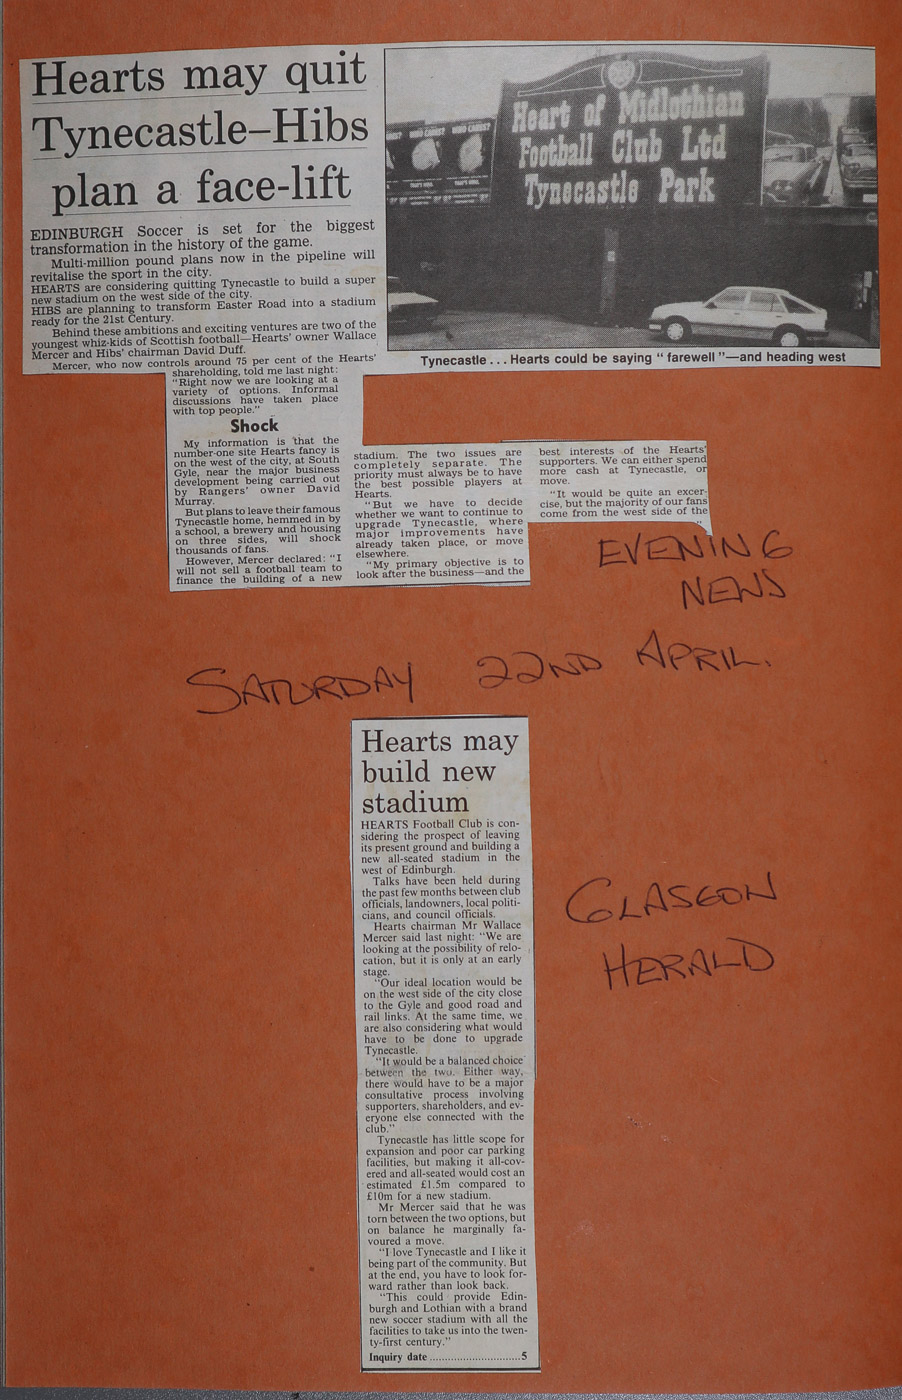 Hearts may quit
Tynecastle–Hibs
plan a face-lift
EDINBURGH Soccer is set for the biggest
transformation in the history of the game.
Multi-million pound plans now in the pipeline will
revitalise the sport in the city.
HEARTS are considering quitting Tynecastle to build a super
new stadium on the west side of the city.
HIBS are planning to transform Easter Road into a stadium
ready for the 21st Century.
Behind these ambitions and exciting ventures are two of the
youngest whiz-kids of Scottish football—Hearts' owner Wallace
Mercer and Hibs' chairman David Duff.
Mercer, who now controls around 75 per cent of the Hearts'
shareholding, told me last night:
"Right now we are looking at a
variety of options. Informal
discussions have taken place
with top people."
Shock
My information is that the
number-one site Hearts fancy is
on the west of the city, at South
Gyle, near the major business
development being carried out
by Rangers' owner David
Murray.
But plans to leave their famous
Tynecastle home, hemmed in by
a school, a brewery and housing
on three sides, will shock
thousands of fans.
However, Mercer declared: "I
will not sell a football team to
finance the building of a new
stadium. The two issues are
completely separate. The
priority must always be to have
the best possible players at
Hearts.
"But we have to decide
whether we want to continue to
upgrade Tynecastle, where
major improvements have
already taken place, or move
elsewhere.
"My primary objective is to
look after the business—and the
best interests of the Hearts'
supporters. We can either spend
more cash at Tynecastle, or
move.
"It would be quite an exer-
cise, but the majority of our fans
come from the west side of the
Heart of Midlothian
Football Club Ltd
Tynecastle Park
Tynecastle . . . Hearts could be saying "farewell"—and heading west
EVENING
NEWS
SATURDAY 22ND APRIL.
Hearts may
build new
stadium
HEARTS Football Club is con-
sidering the prospect of leaving
its present ground and building a
new all-seated stadium in the
west of Edinburgh.
Talks have been held during
the past few months between club
officials, landowners, local politi-
cians, and council officials.
Hearts chairman Mr Wallace
Mercer said last night: "We are
looking at the possibility of relo-
cation, but it is only at an early
stage.
"Our ideal location would be
on the west side of the city close
to the Gyle and good road and
rail links. At the same time, we
are also considering what would
have to be done to upgrade
Tynecastle.
"It would be a balanced choice
between the two. Either way,
there would have to be a major
consultative process involving
supporters, shareholders, and ev-
eryone else connected with the
club."
Tynecastle has little scope for
expansion and poor car parking
facilities, but making it all-cov-
ered and all-seated would cost an
estimated £1.5m compared to
£10m for a new stadium.
Mr Mercer said that he was
torn between the two options, but
on balance he marginally fa-
voured a move.
"I love Tynecastle and I like it
being part of the community. But
at the end, you have to look for-
ward rather than look back.
"This could provide Edin-
burgh and Lothian with a brand
new soccer stadium with all the
facilities to take us into the twen-
ty-first century."
Inquiry date ............................5
GLASGOW
HERALD